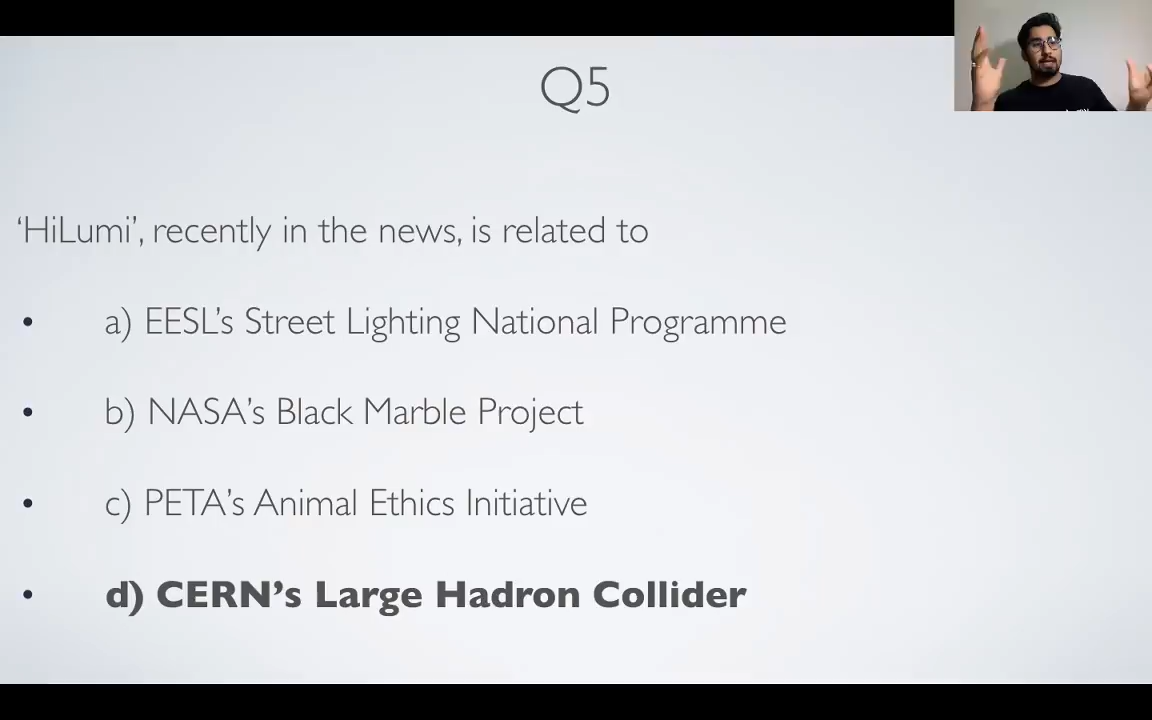 Q5
‘HiLumi’, recently in the news, is related to
• a) EESL’s Street Lighting National Programme
• b) NASA’s Black Marble Project
• c) PETA’s Animal Ethics Initiative
• d) CERN’s Large Hadron Collider